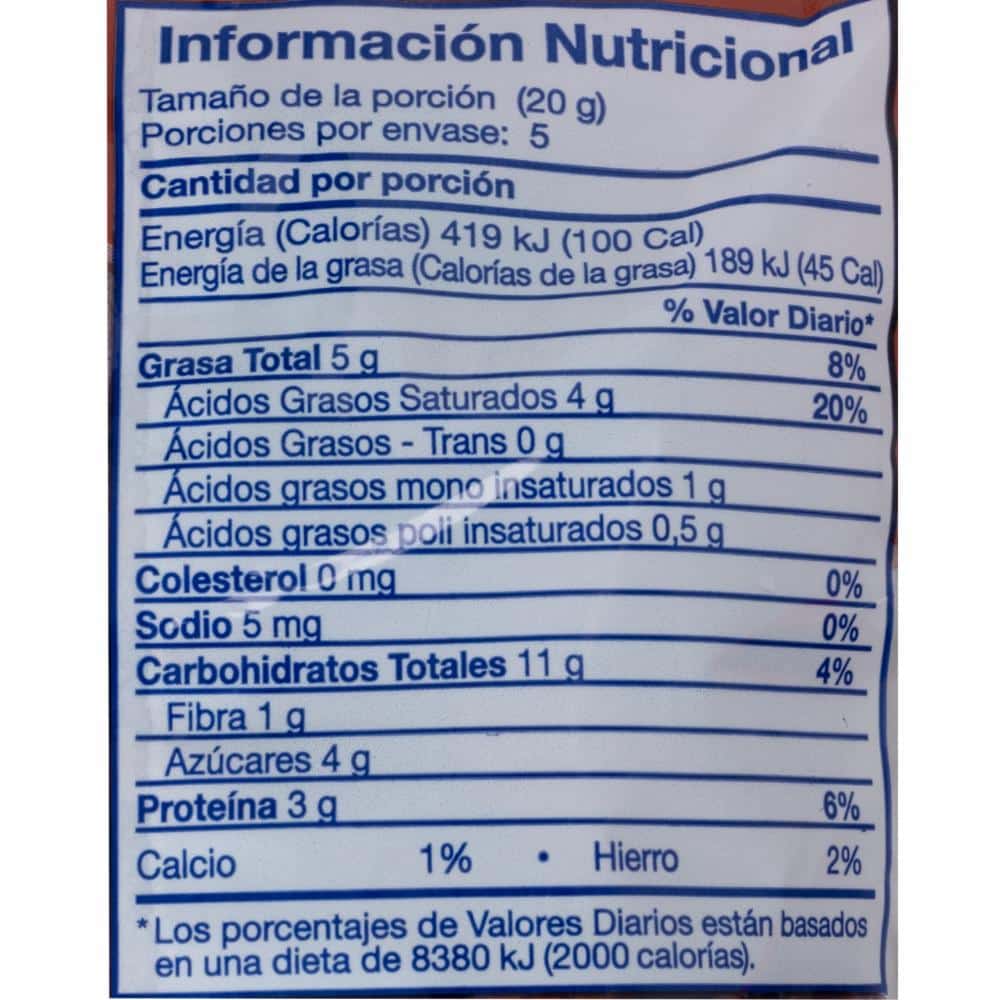 Información Nutricional
Tamaño de la porción (20 g)
Porciones por envase: 5
Cantidad por porción
Energía (Calorías) 419 kJ (100 Cal)
Energía de la grasa (Calorías de la grasa) 189 kJ (45 Cal)
% Valor Diario*
Grasa Total 5 g 8%
Ácidos Grasos Saturados 4 g 20%
Ácidos Grasos - Trans 0 g
Ácidos grasos mono insaturados 1 g
Ácidos grasos poli insaturados 0,5 g
Colesterol 0 mg 0%
Sodio 5 mg 0%
Carbohidratos Totales 11 g 4%
Fibra 1 g
Azúcares 4 g
Proteína 3 g 6%
Calcio 1% • Hierro 2%
*Los porcentajes de Valores Diarios están basados
en una dieta de 8380 kJ (2000 calorías).